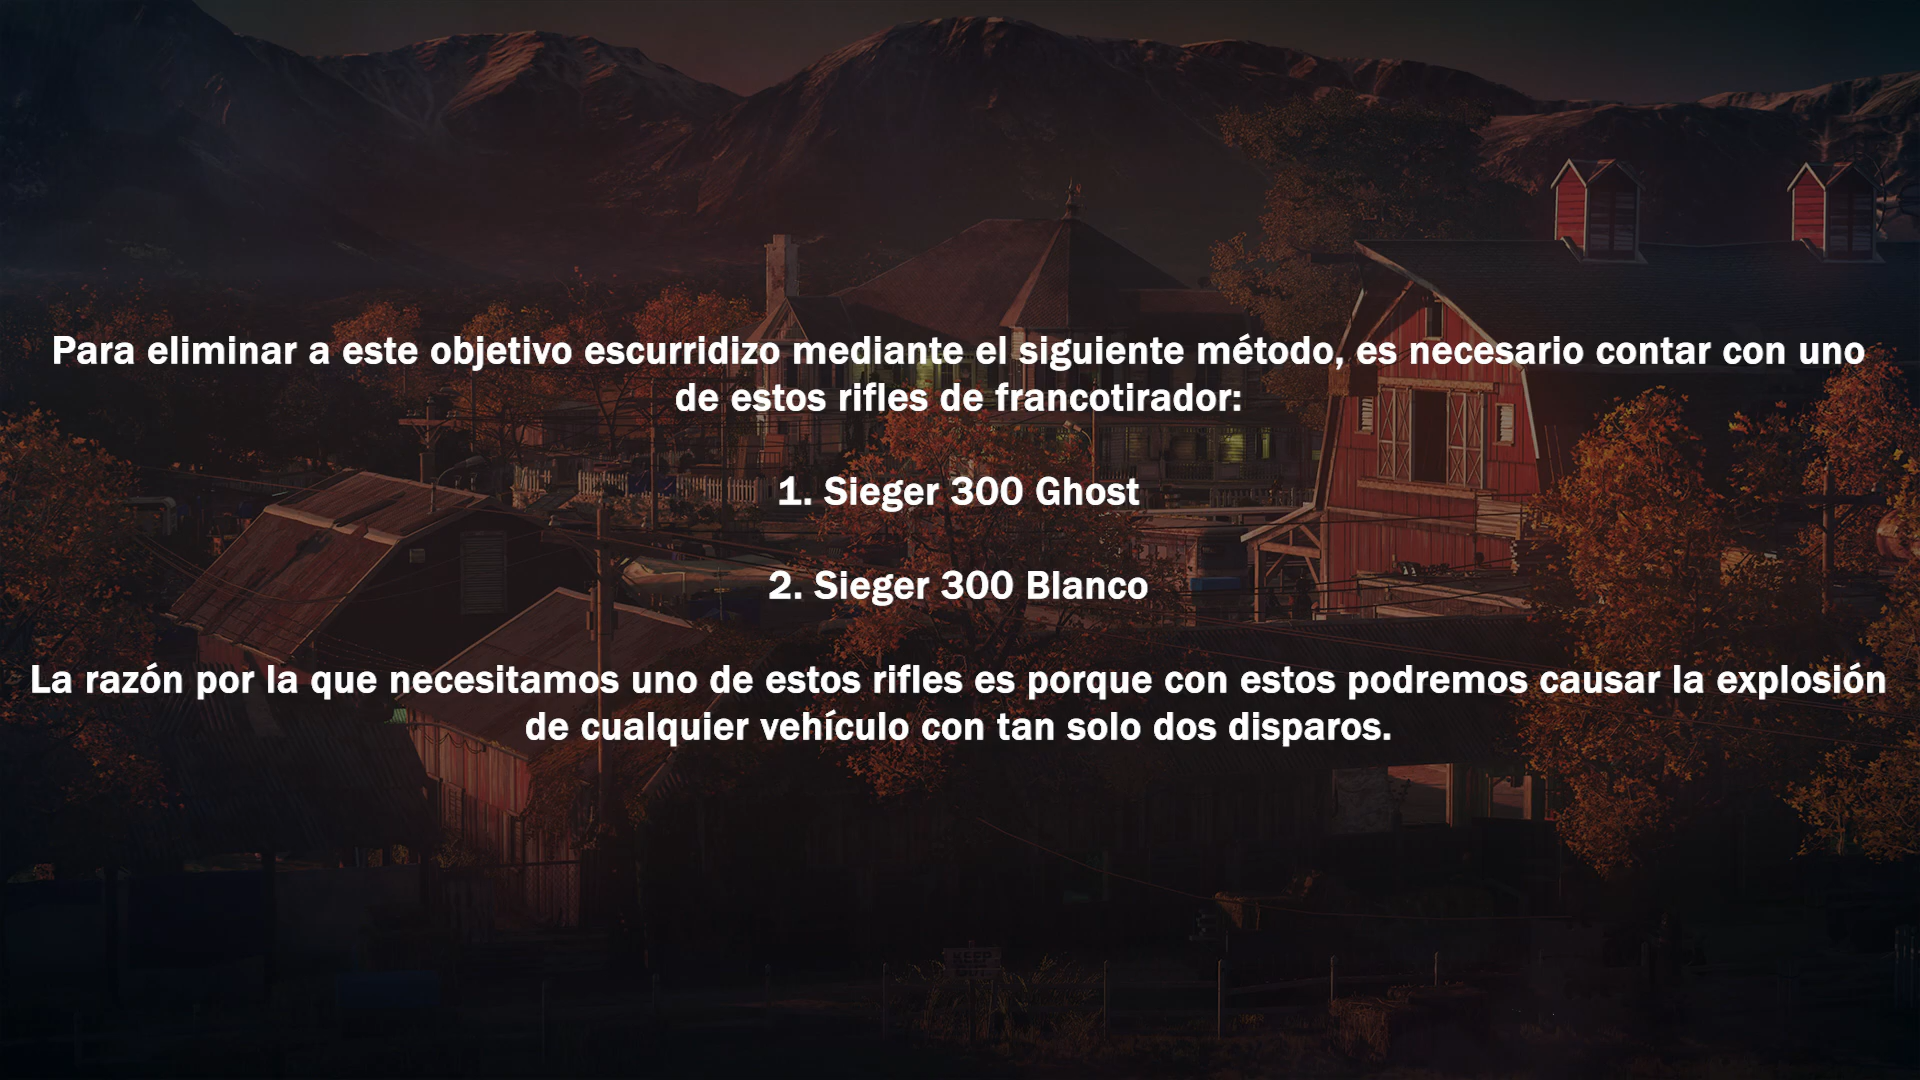 Para eliminar a este objetivo escurridizo mediante el siguiente método, es necesario contar con uno
de estos rifles de francotirador:
1. Sieger 300 Ghost
2. Sieger 300 Blanco
La razón por la que necesitamos uno de estos rifles es porque con estos podremos causar la explosión
de cualquier vehículo con tan solo dos disparos.
KEEP